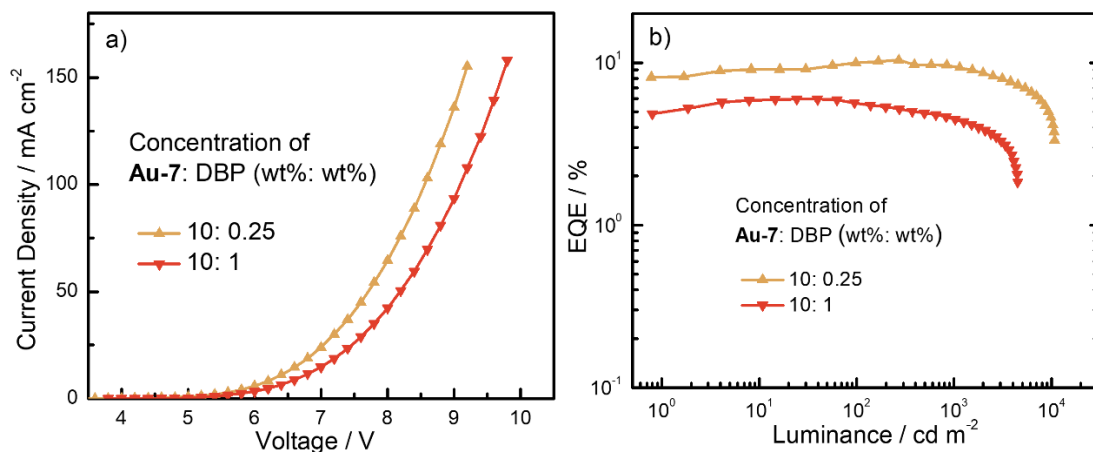 a)
150
100
50
0
Current Density / mA cm⁻²
Concentration of
Au-7: DBP (wt%: wt%)
10: 0.25
10: 1
4 5 6 7 8 9 10
Voltage / V
b)
10¹
10⁰
10⁻¹
EQE / %
Concentration of
Au-7: DBP (wt%: wt%)
10: 0.25
10: 1
10⁰ 10¹ 10² 10³ 10⁴
Luminance / cd m⁻²